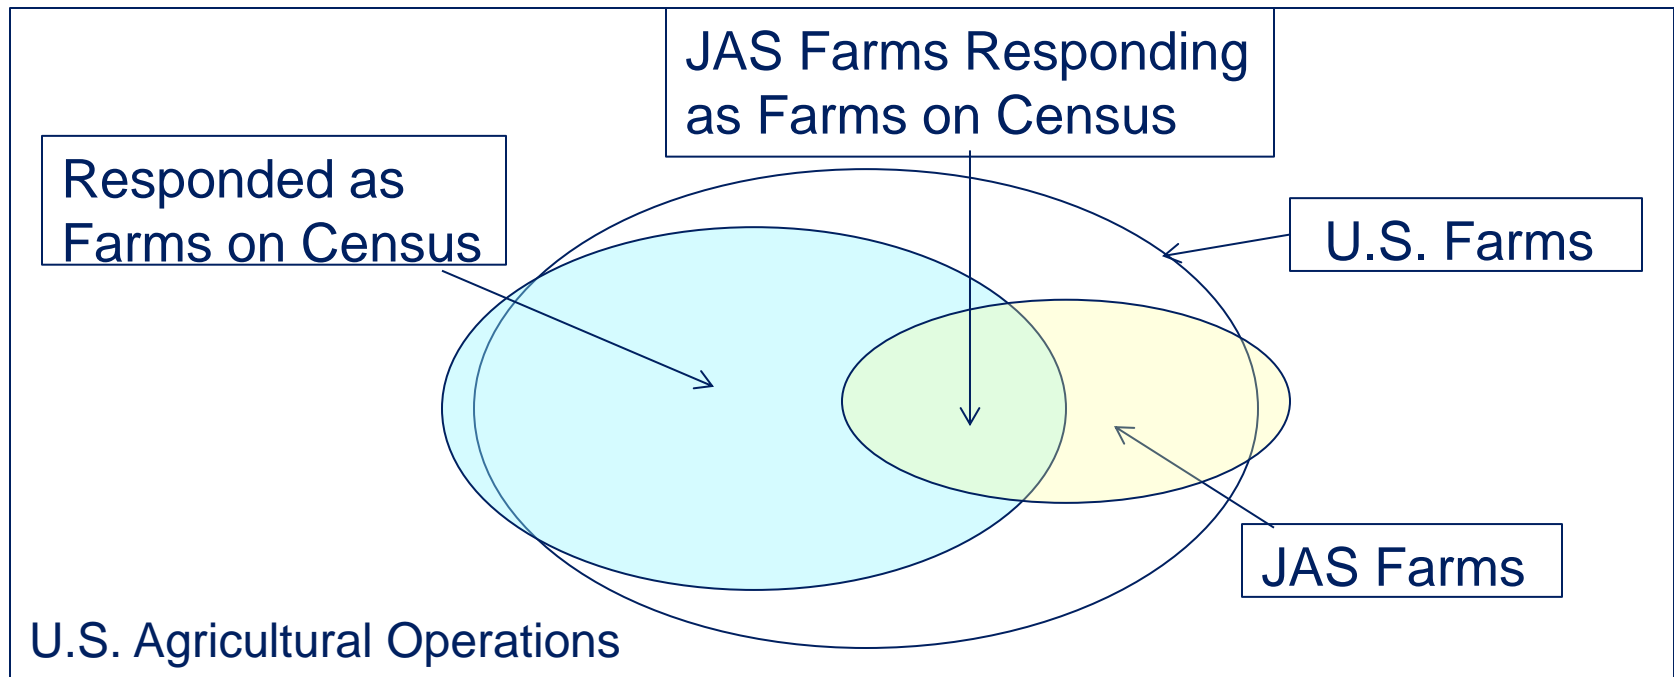 JAS Farms Responding
as Farms on Census
Responded as
Farms on Census
U.S. Farms
JAS Farms
U.S. Agricultural Operations